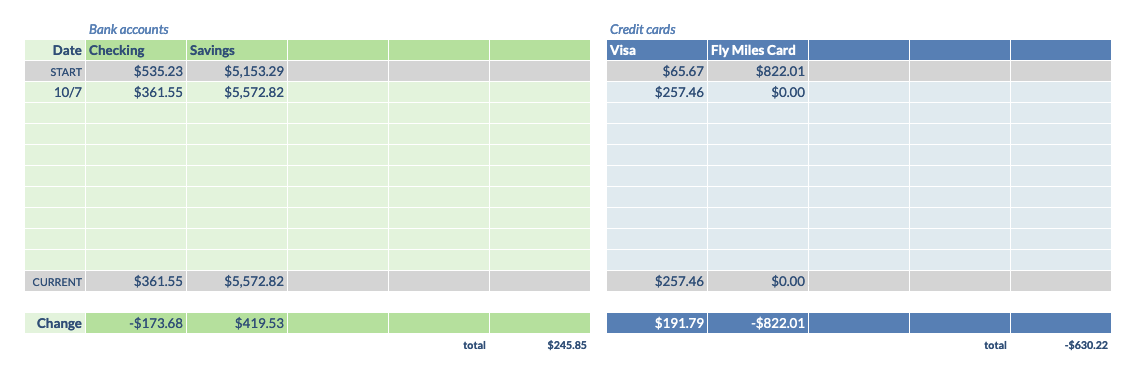 Bank accounts Credit cards
Date Checking Savings Visa Fly Miles Card
START $535.23 $5,153.29 $65.67 $822.01
10/7 $361.55 $5,572.82 $257.46 $0.00
CURRENT $361.55 $5,572.82 $257.46 $0.00
Change -$173.68 $419.53 $191.79 -$822.01
total $245.85 total -$630.22